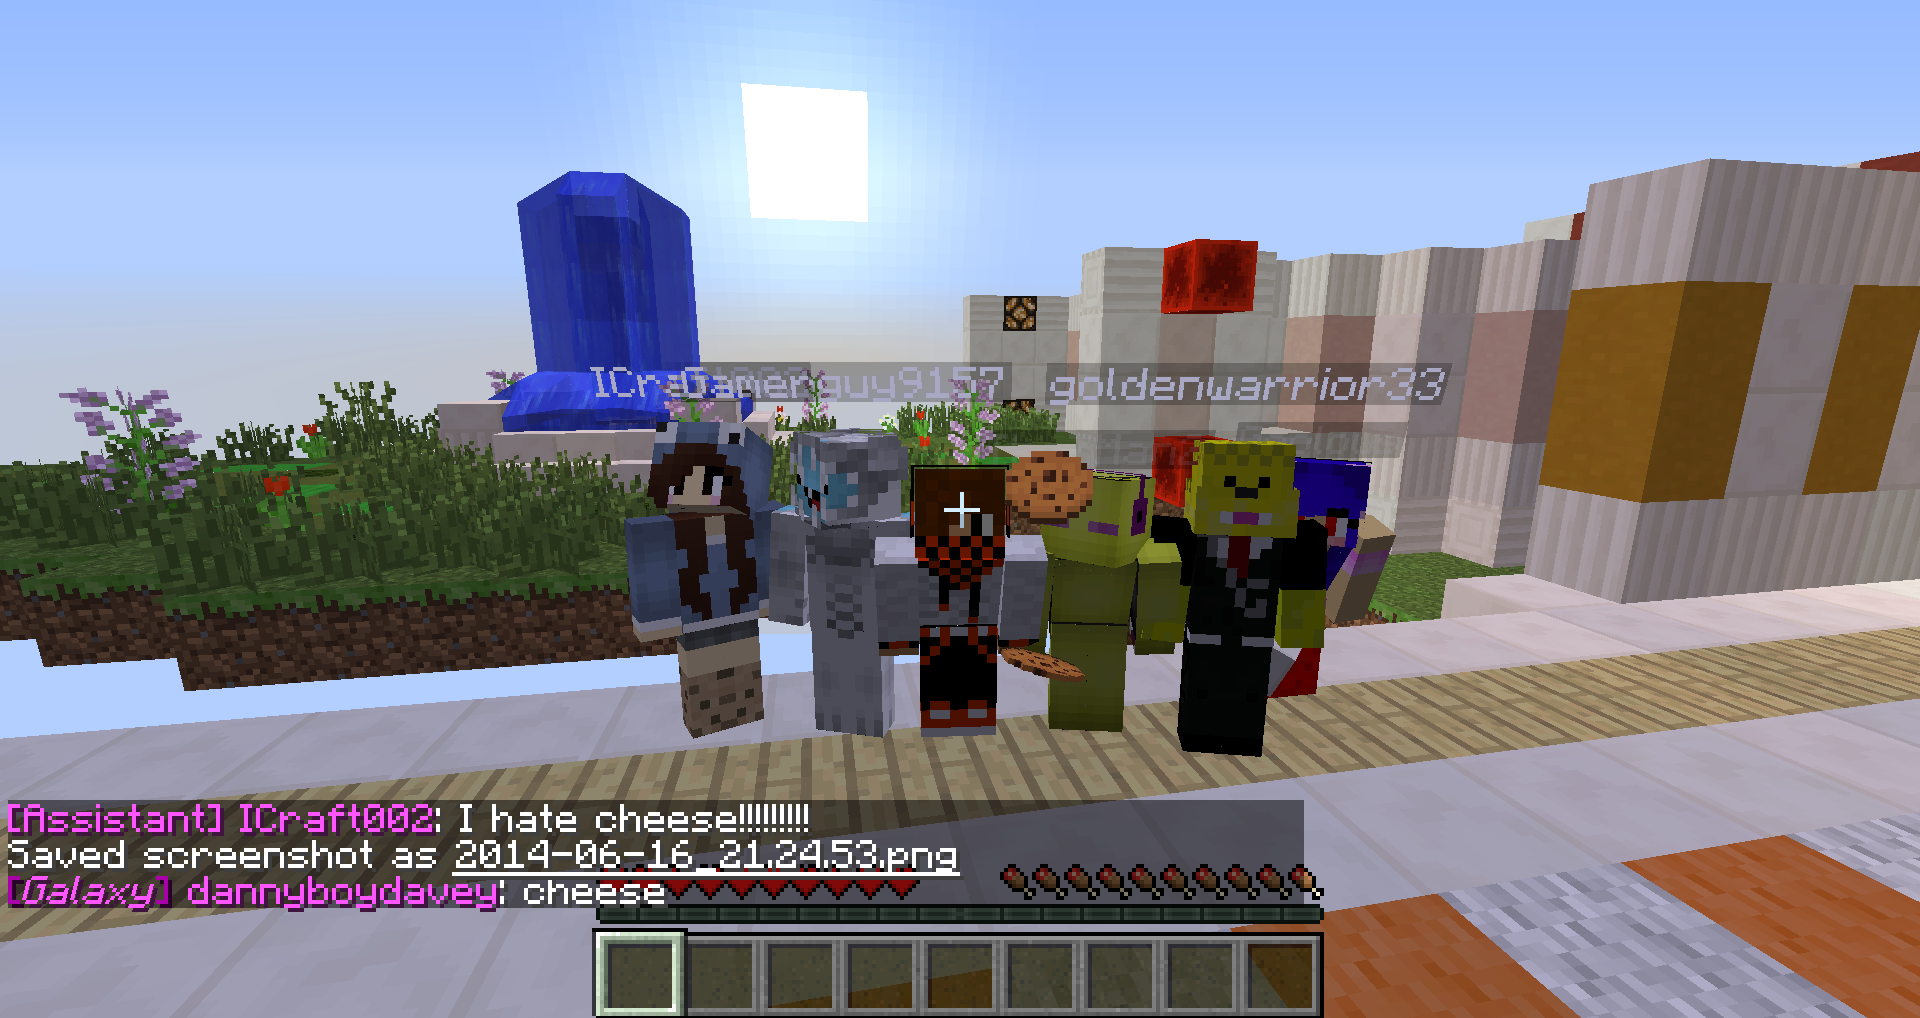 ICraGamerguy9157 goldenwarrior33
[Assistant] ICraft002: I hate cheese!!!!!!!!!
Saved screenshot as 2014-06-16_21.24.53.png
[Galaxy] dannyboydavey: cheese